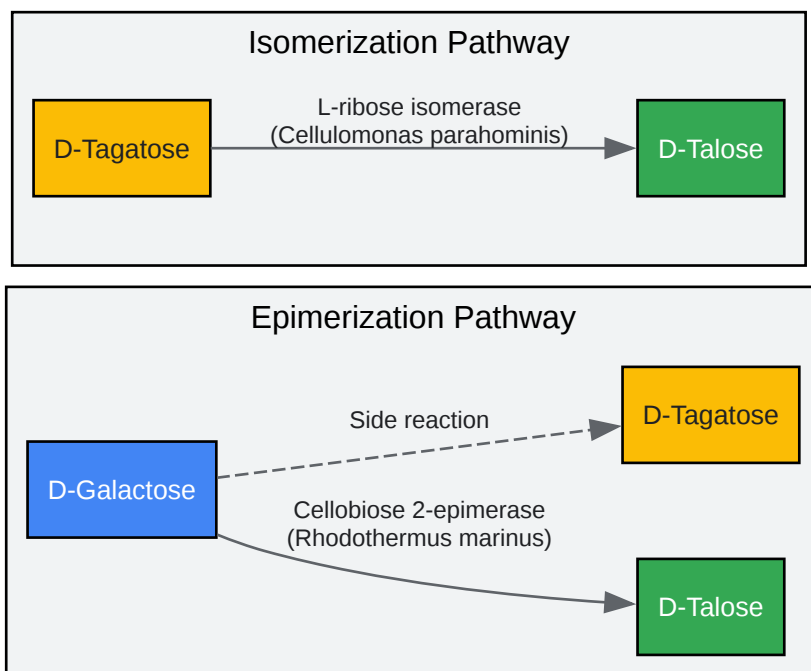 Isomerization Pathway
L-ribose isomerase
(Cellulomonas parahominis)
D-Tagatose
D-Talose
Epimerization Pathway
D-Tagatose
Side reaction
D-Galactose
Cellobiose 2-epimerase
(Rhodothermus marinus)
D-Talose